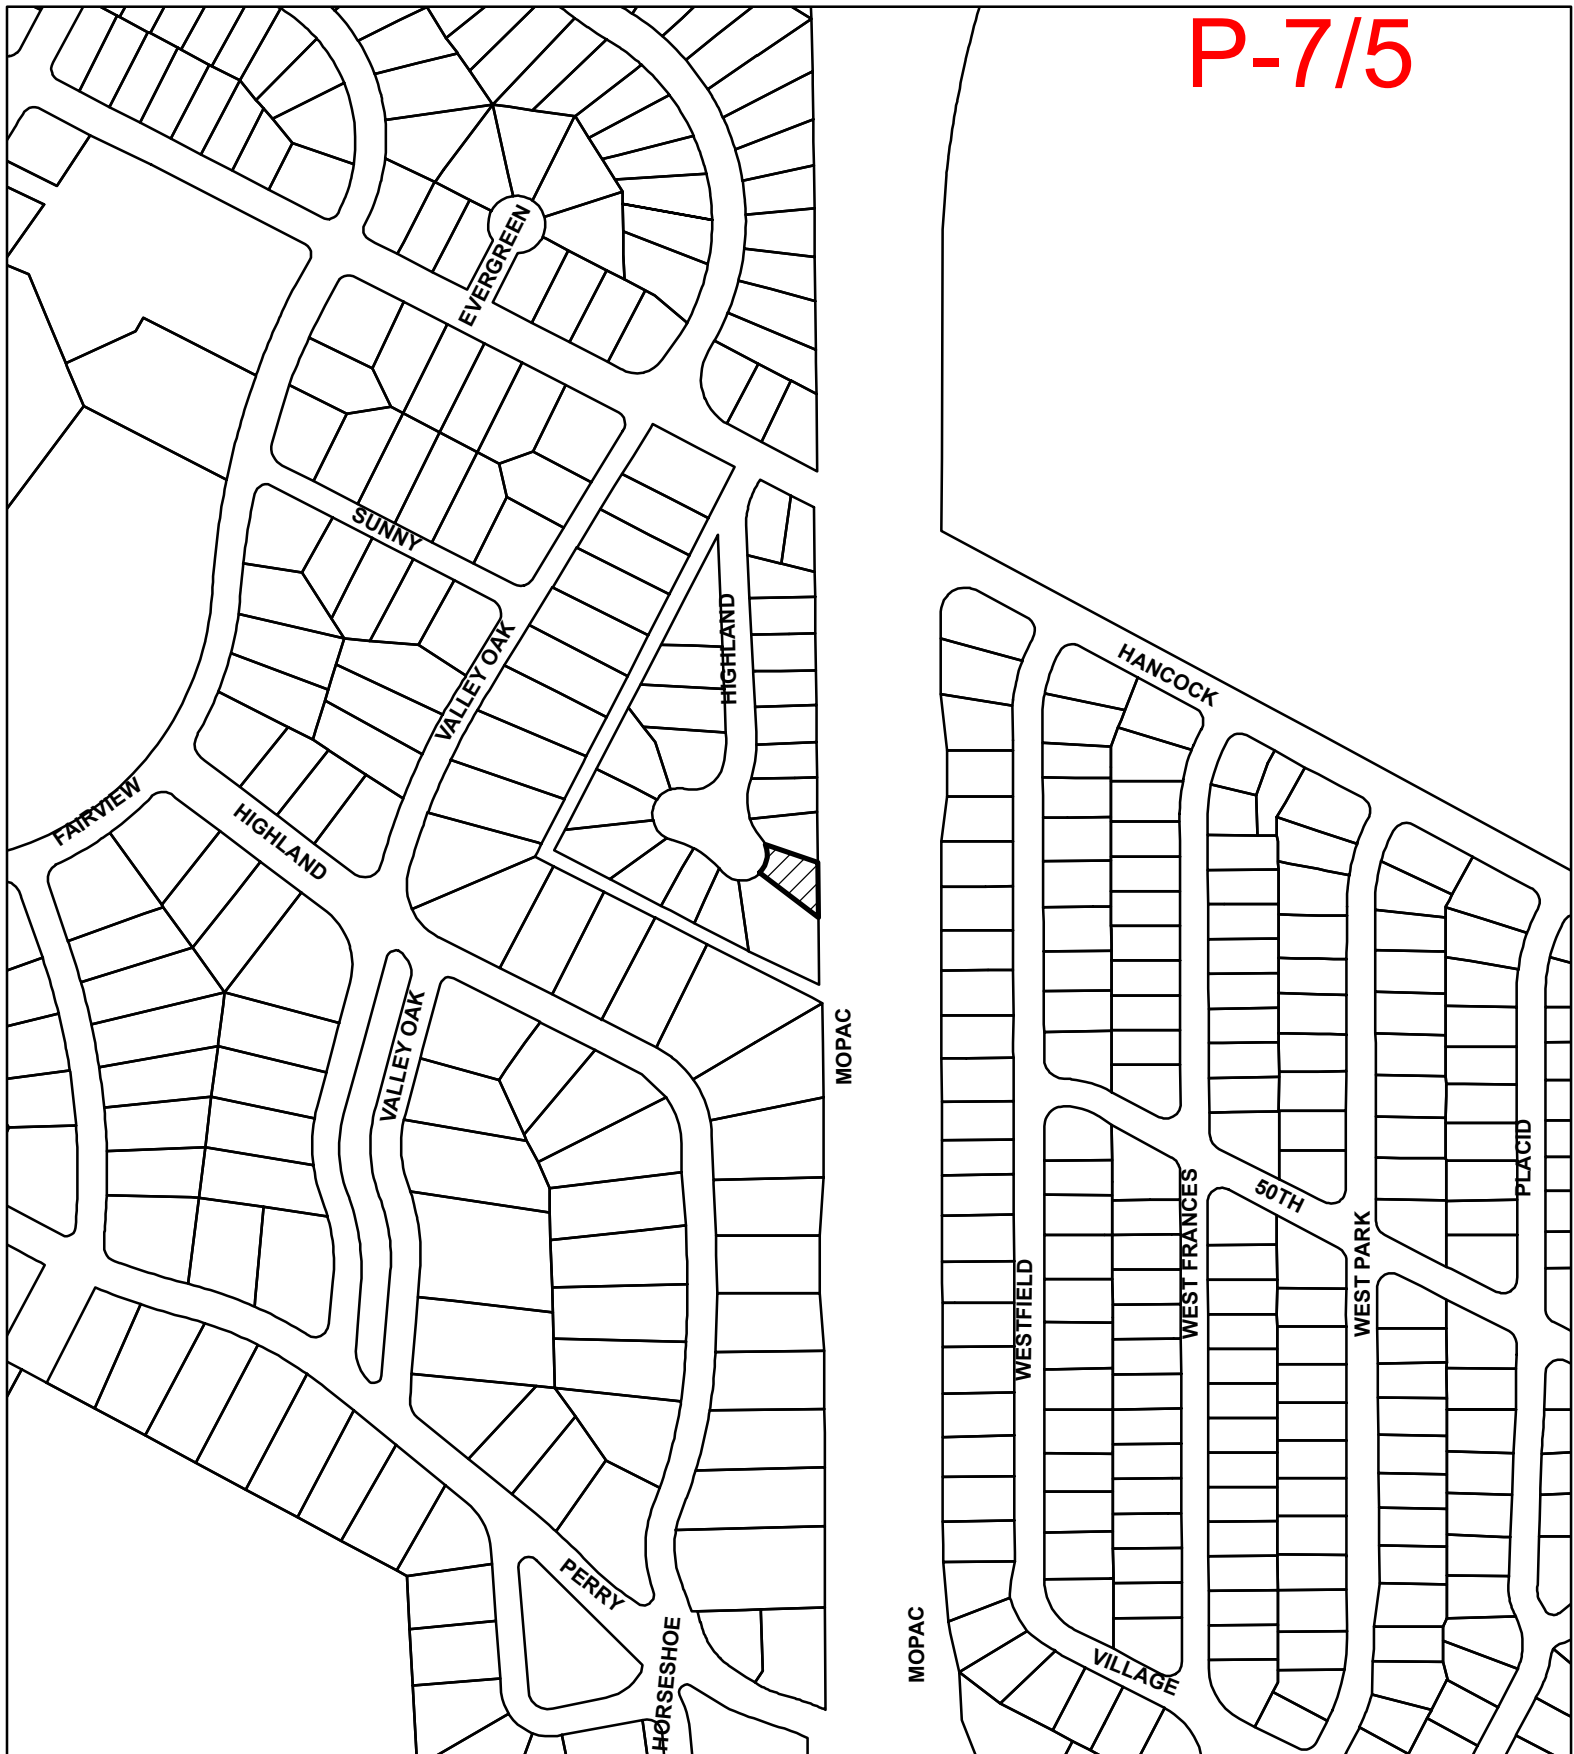 P-7/5
EVERGREEN
SUNNY
HIGHLAND
VALLEY OAK
HANCOCK
FAIRVIEW
HIGHLAND
VALLEY OAK
MOPAC
PLACID
50TH
WEST FRANCES
WEST PARK
WESTFIELD
PERRY
HORSESHOE
MOPAC
VILLAGE